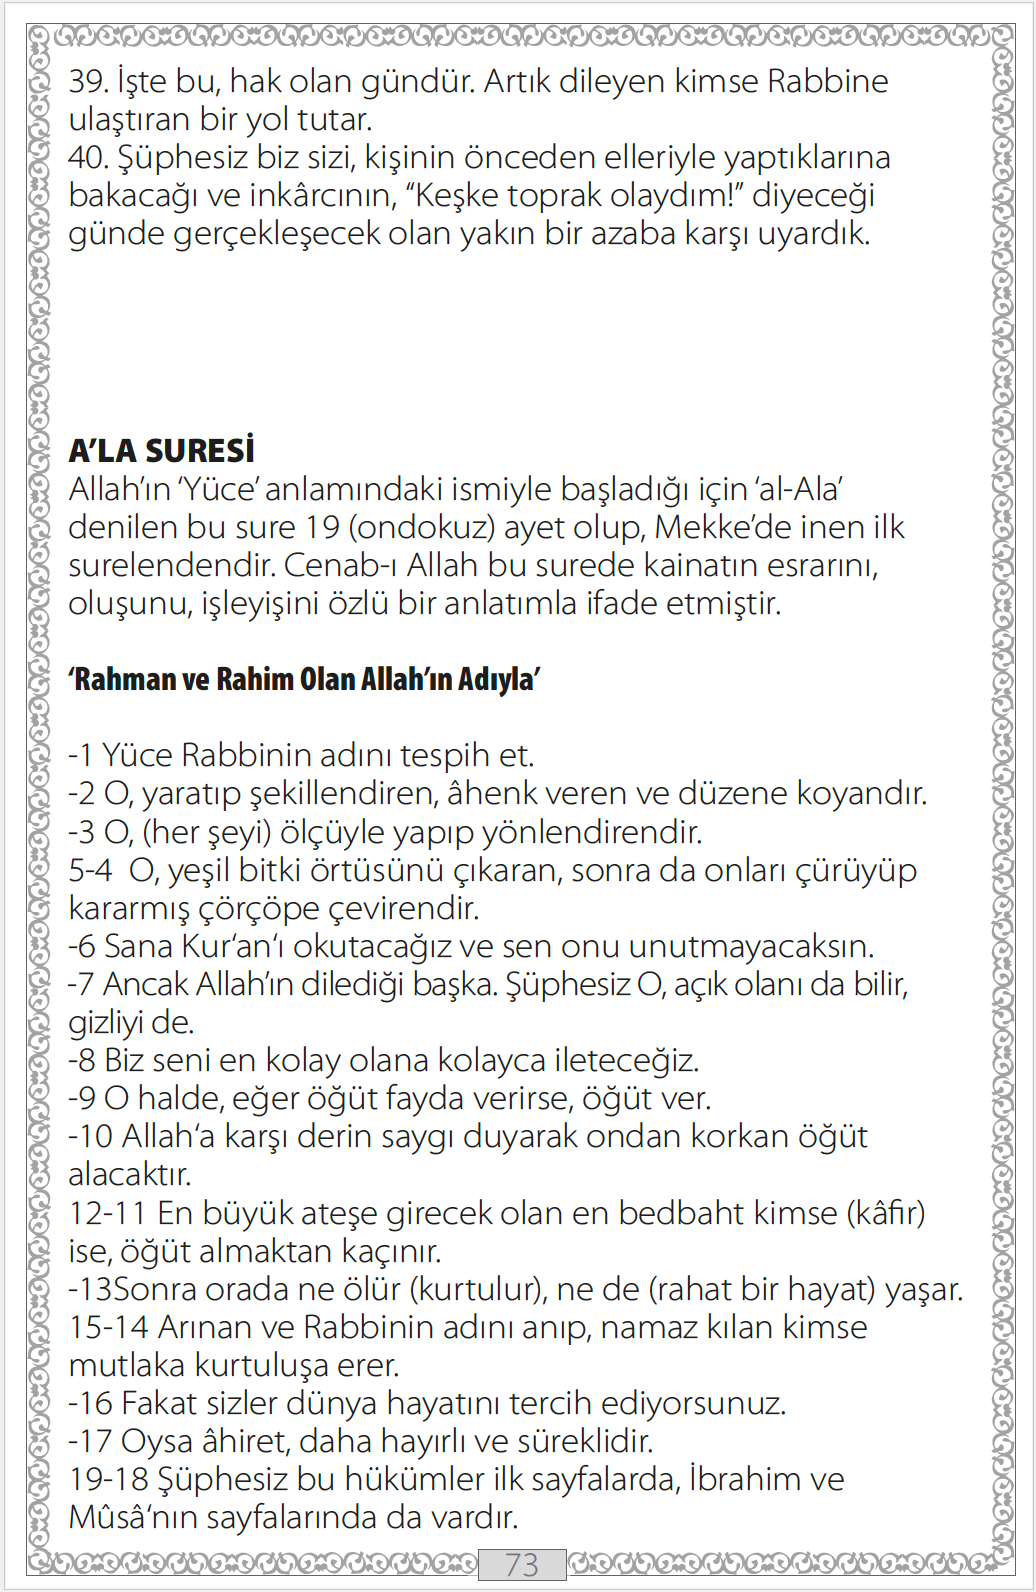 39. İşte bu, hak olan gündür. Artık dileyen kimse Rabbine
ulaştıran bir yol tutar.
40. Şüphesiz biz sizi, kişinin önceden elleriyle yaptıklarına
bakacağı ve inkârcının, “Keşke toprak olaydım!” diyeceği
günde gerçekleşecek olan yakın bir azaba karşı uyardık.
A’LA SURESİ
Allah’ın ‘Yüce’ anlamındaki ismiyle başladığı için ‘al-Ala’
denilen bu sure 19 (ondokuz) ayet olup, Mekke’de inen ilk
surelendendir. Cenab-ı Allah bu surede kainatın esrarını,
oluşunu, işleyişini özlü bir anlatımla ifade etmiştir.
‘Rahman ve Rahim Olan Allah’ın Adıyla’
-1 Yüce Rabbinin adını tespih et.
-2 O, yaratıp şekillendiren, âhenk veren ve düzene koyandır.
-3 O, (her şeyi) ölçüyle yapıp yönlendirendir.
5-4  O, yeşil bitki örtüsünü çıkaran, sonra da onları çürüyüp
kararmış çörçöpe çevirendir.
-6 Sana Kur‘an‘ı okutacağız ve sen onu unutmayacaksın.
-7 Ancak Allah’ın dilediği başka. Şüphesiz O, açık olanı da bilir,
gizliyi de.
-8 Biz seni en kolay olana kolayca ileteceğiz.
-9 O halde, eğer öğüt fayda verirse, öğüt ver.
-10 Allah‘a karşı derin saygı duyarak ondan korkan öğüt
alacaktır.
12-11 En büyük ateşe girecek olan en bedbaht kimse (kâfir)
ise, öğüt almaktan kaçınır.
-13Sonra orada ne ölür (kurtulur), ne de (rahat bir hayat) yaşar.
15-14 Arınan ve Rabbinin adını anıp, namaz kılan kimse
mutlaka kurtuluşa erer.
-16 Fakat sizler dünya hayatını tercih ediyorsunuz.
-17 Oysa âhiret, daha hayırlı ve süreklidir.
19-18 Şüphesiz bu hükümler ilk sayfalarda, İbrahim ve
Mûsâ‘nın sayfalarında da vardır.
73